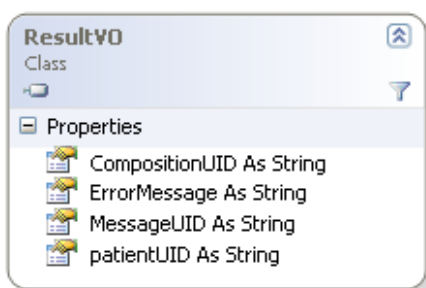 ResultVO
Class
Properties
CompositionUID As String
ErrorMessage As String
MessageUID As String
patientUID As String